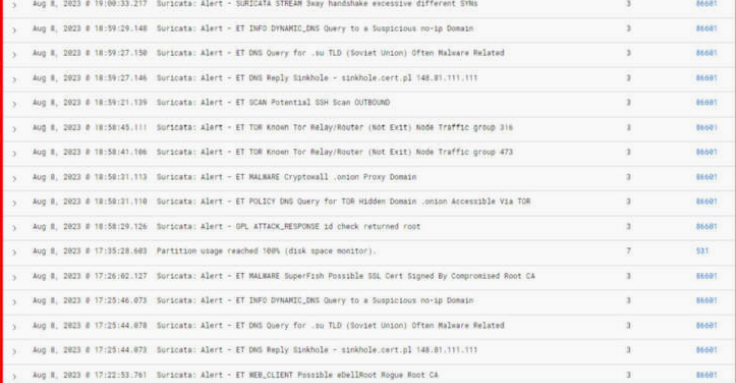 Aug 8, 2023 @ 19:00:33.217 Suricata: Alert - SURICATA STREAM 3way handshake excessive different SYNs 3 86601
Aug 8, 2023 @ 18:59:29.148 Suricata: Alert - ET INFO DYNAMIC_DNS Query to a Suspicious no-ip Domain 3 86601
Aug 8, 2023 @ 18:59:27.150 Suricata: Alert - ET DNS Query for .su TLD (Soviet Union) Often Malware Related 3 86601
Aug 8, 2023 @ 18:59:27.146 Suricata: Alert - ET DNS Reply Sinkhole - sinkhole.cert.pl 148.81.111.111 3 86601
Aug 8, 2023 @ 18:59:21.139 Suricata: Alert - ET SCAN Potential SSH Scan OUTBOUND 3 86601
Aug 8, 2023 @ 18:58:45.111 Suricata: Alert - ET TOR Known Tor Relay/Router (Not Exit) Node Traffic group 316 3 86601
Aug 8, 2023 @ 18:58:41.106 Suricata: Alert - ET TOR Known Tor Relay/Router (Not Exit) Node Traffic group 473 3 86601
Aug 8, 2023 @ 18:58:31.113 Suricata: Alert - ET MALWARE Cryptowall .onion Proxy Domain 3 86601
Aug 8, 2023 @ 18:58:31.110 Suricata: Alert - ET POLICY DNS Query for TOR Hidden Domain .onion Accessible Via TOR 3 86601
Aug 8, 2023 @ 18:58:29.126 Suricata: Alert - GPL ATTACK_RESPONSE id check returned root 3 86601
Aug 8, 2023 @ 17:35:28.603 Partition usage reached 100% (disk space monitor). 7 531
Aug 8, 2023 @ 17:26:02.127 Suricata: Alert - ET MALWARE SuperFish Possible SSL Cert Signed By Compromised Root CA 3 86601
Aug 8, 2023 @ 17:25:46.073 Suricata: Alert - ET INFO DYNAMIC_DNS Query to a Suspicious no-ip Domain 3 86601
Aug 8, 2023 @ 17:25:44.078 Suricata: Alert - ET DNS Query for .su TLD (Soviet Union) Often Malware Related 3 86601
Aug 8, 2023 @ 17:25:44.073 Suricata: Alert - ET DNS Reply Sinkhole - sinkhole.cert.pl 148.81.111.111 3 86601
Aug 8, 2023 @ 17:22:53.761 Suricata: Alert - ET WEB_CLIENT Possible eDellRoot Rogue Root CA 3 86601